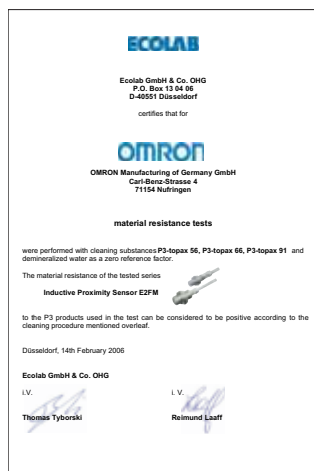 ECOLAB
Ecolab GmbH & Co. OHG
P.O. Box 13 04 06
D-40551 Düsseldorf
certifies that for
OMRON
OMRON Manufacturing of Germany GmbH
Carl-Benz-Strasse 4
71154 Nufringen
material resistance tests
were performed with cleaning substances P3-topax 56, P3-topax 66, P3-topax 91 and
demineralized water as a zero reference factor.
The material resistance of the tested series
Inductive Proximity Sensor E2FM
to the P3 products used in the test can be considered to be positive according to the
cleaning procedure mentioned overleaf.
Düsseldorf, 14th February 2006
Ecolab GmbH & Co. OHG
i.V. i. V.
Thomas Tyborski Reimund Laaff